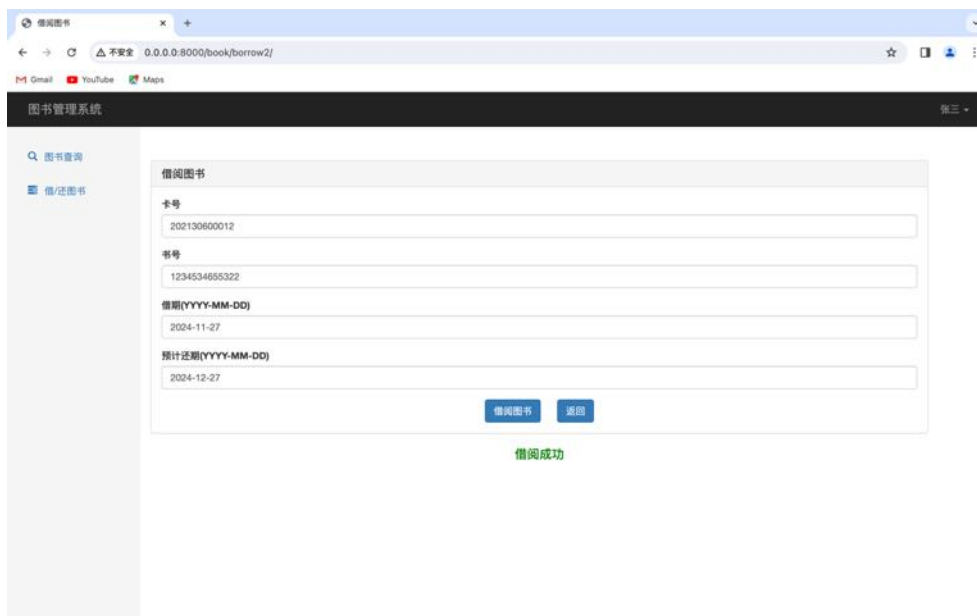 借阅图书
不安全 0.0.0.0:8000/book/borrow2/
Gmail YouTube Maps
图书管理系统 张三
图书查询
借/还图书
借阅图书
卡号
202130600012
书号
1234534655322
借期(YYYY-MM-DD)
2024-11-27
预计还期(YYYY-MM-DD)
2024-12-27
借阅图书 返回
借阅成功